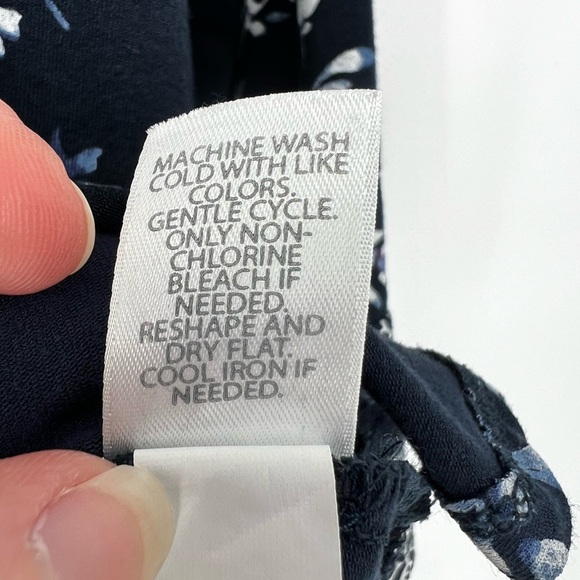 MACHINE WASH
COLD WITH LIKE
COLORS.
GENTLE CYCLE.
ONLY NON-
CHLORINE
BLEACH IF
NEEDED.
RESHAPE AND
DRY FLAT.
COOL IRON IF
NEEDED.